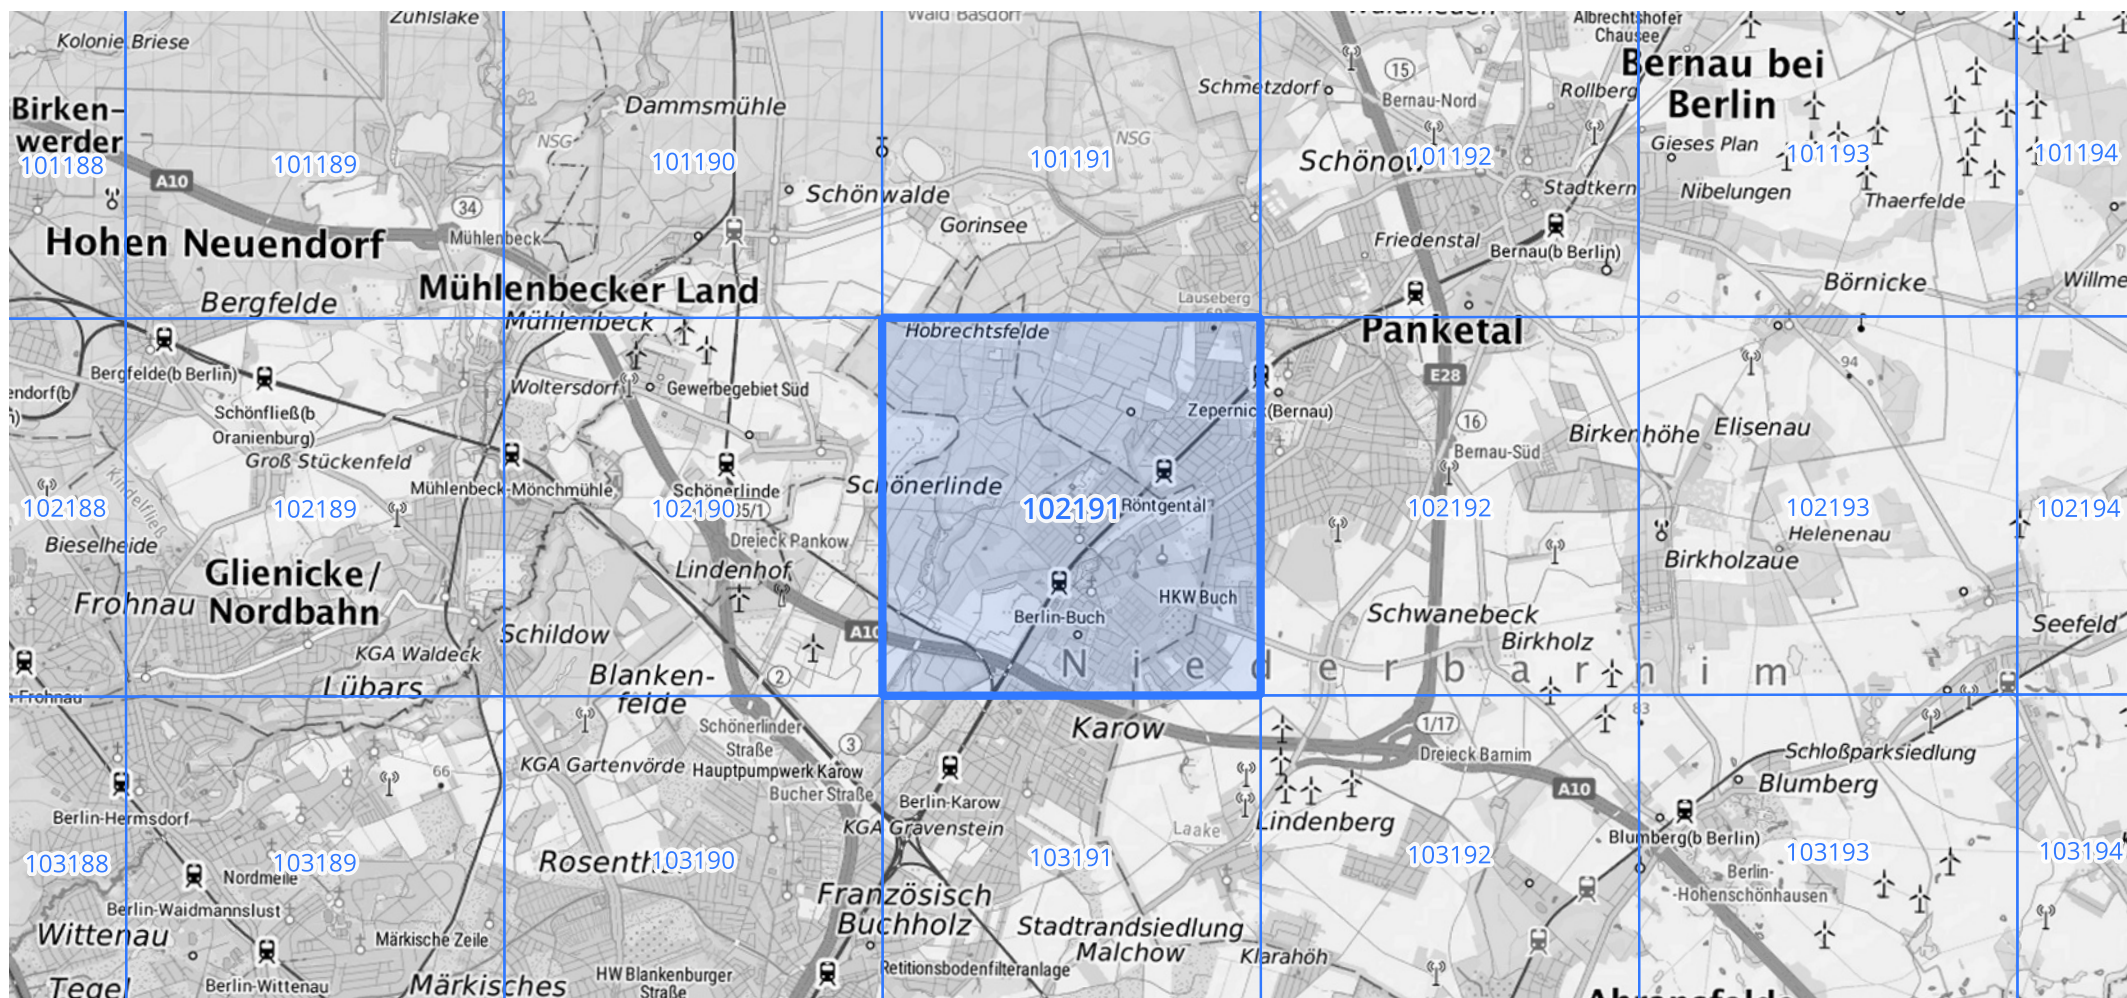 Zühlslake
Wald Basdorf
Albrechtshofer
Chausee
Kolonie Briese
Bernau bei
Berlin
Schmetzdorf
15
Bernau-Nord
Rollberg
Birken-
werder
Dammsmühle
NSG
NSG
Gieses Plan
101188
101189
101190
101191
Schönow
101192
101193
101194
A10
Schönwalde
Stadtkern
Nibelungen
Thaerfelde
34
Mühlenbeck
Gorinsee
Hohen Neuendorf
Friedenstal
Bernau(b Berlin)
Mühlenbecker Land
Bergfelde
Lauseberg
Börnicke
Willme
Mühlenbeck
Hobrechtsfelde
Panketal
Bergfelde(b Berlin)
E28
94
endorf(b
Woltersdorf
Gewerbegebiet Süd
Schönfließ(b
Oranienburg)
Zepernick(Bernau)
16
Birkenhöhe
Elisenau
Bernau-Süd
Groß Stückenfeld
Mühlenbeck-Mönchmühle
Schönerlinde
Schönerlinde
Röntgental
Kindelfließ
102188
102189
102190
35/1)
102191
102192
102193
102194
Bieselheide
Dreieck Pankow
Helenenau
Birkholzaue
Glienicke/
Nordbahn
Lindenhof
Frohnau
HKW Buch
Berlin-Buch
Schwanebeck
Birkholz
Seefeld
Schildow
A10
KGA Waldeck
Niederbarnim
Lübars
Blanken-
felde
2
Frohnau
83
Schönerlinder
Straße
Karow
1/17
Dreieck Barnim
3
66
KGA Gartenvörde
Hauptpumpwerk Karow
Bucher Straße
Schloßparksiedlung
Blumberg
A10
Berlin-Karow
Berlin-Hermsdorf
KGA Gravenstein
Laake
Lindenberg
Blumberg(b Berlin)
103188
103189
Rosenth
103190
103191
103192
103193
103194
Nordmeile
Berlin-
-Hohenschönhausen
Französisch
Buchholz
Berlin-Waidmannslust
Wittenau
Märkische Zeile
Stadtrandsiedlung
Malchow
Klarahöh
Retitionsbodenfilteranlage
HW Blankenburger
Straße
Tegel
Berlin-Wittenau
Märkisches
Ahrensfelde